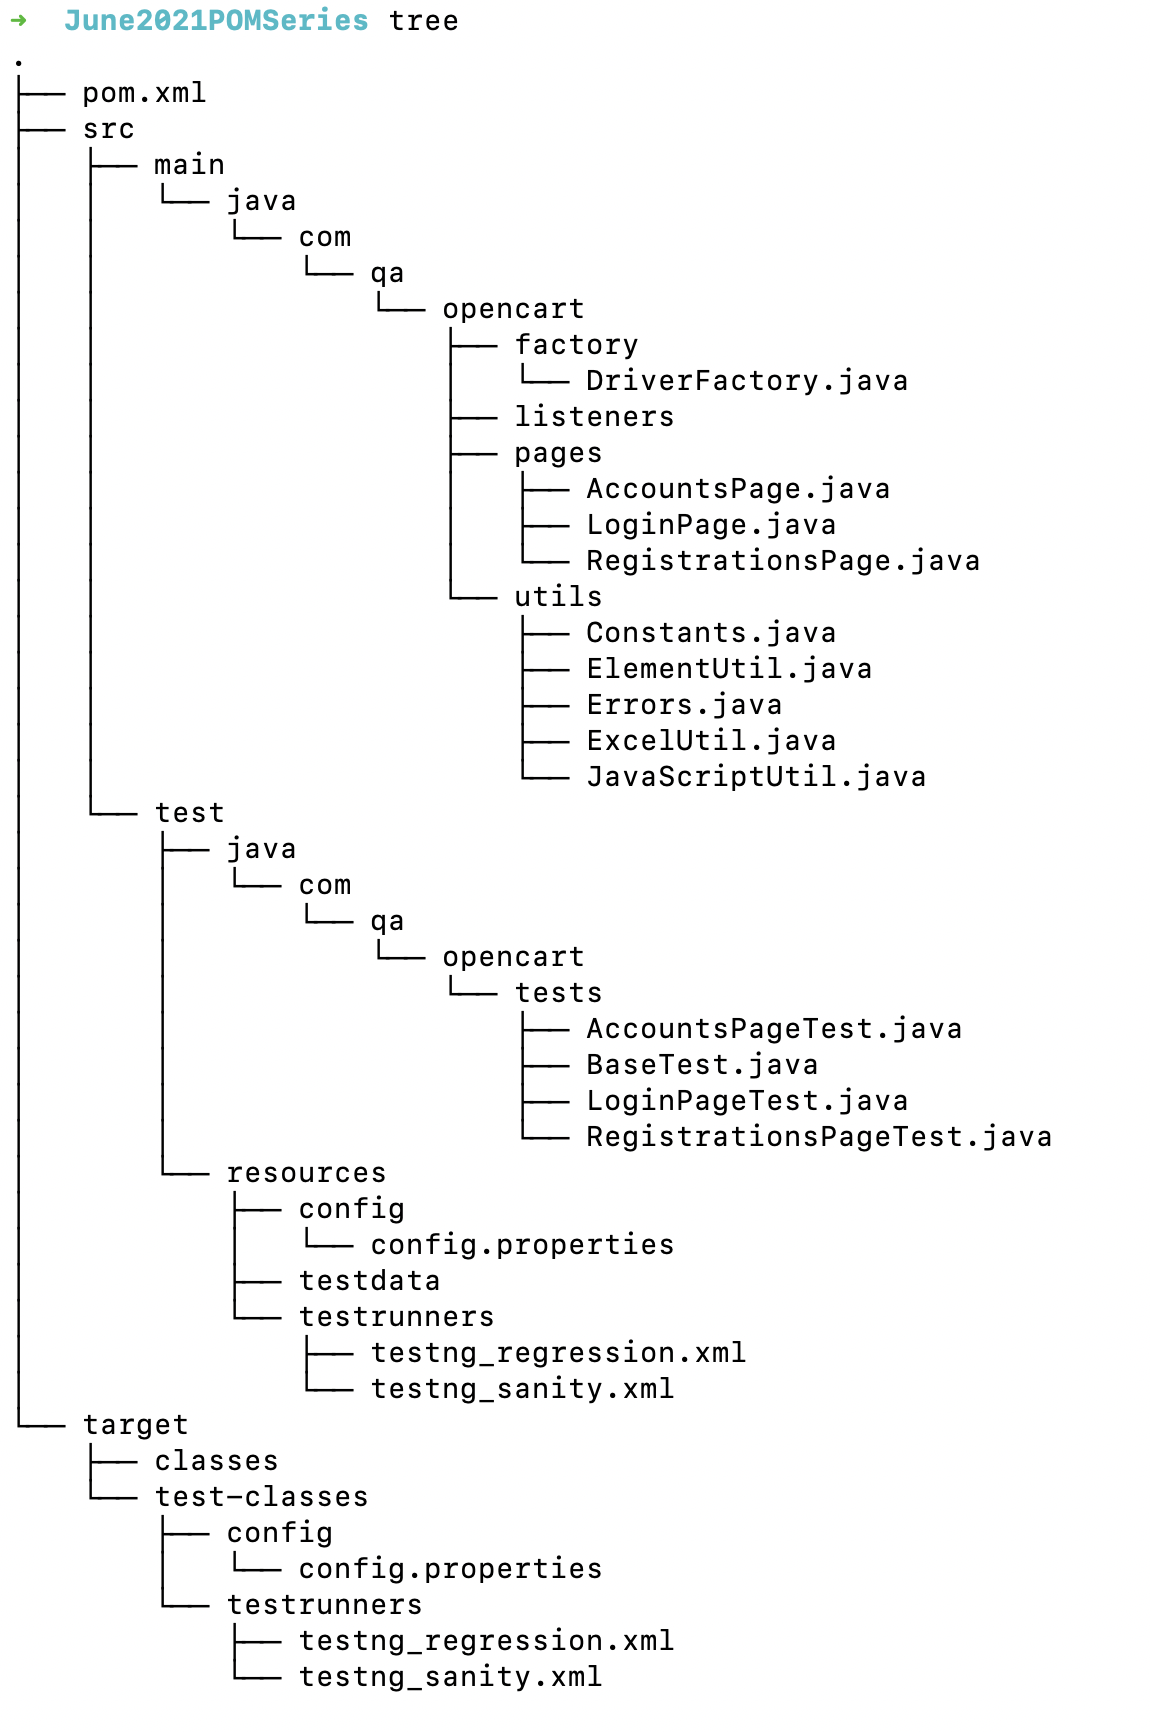 ➜  June2021POMSeries tree
.
├── pom.xml
├── src
│   ├── main
│   │   └── java
│   │       └── com
│   │           └── qa
│   │               └── opencart
│   │                   ├── factory
│   │                   │   └── DriverFactory.java
│   │                   ├── listeners
│   │                   ├── pages
│   │                   │   ├── AccountsPage.java
│   │                   │   ├── LoginPage.java
│   │                   │   └── RegistrationsPage.java
│   │                   └── utils
│   │                       ├── Constants.java
│   │                       ├── ElementUtil.java
│   │                       ├── Errors.java
│   │                       ├── ExcelUtil.java
│   │                       └── JavaScriptUtil.java
│   └── test
│       ├── java
│       │   └── com
│       │       └── qa
│       │           └── opencart
│       │               └── tests
│       │                   ├── AccountsPageTest.java
│       │                   ├── BaseTest.java
│       │                   ├── LoginPageTest.java
│       │                   └── RegistrationsPageTest.java
│       └── resources
│           ├── config
│           │   └── config.properties
│           ├── testdata
│           └── testrunners
│               ├── testng_regression.xml
│               └── testng_sanity.xml
└── target
    ├── classes
    └── test-classes
        ├── config
        │   └── config.properties
        └── testrunners
            ├── testng_regression.xml
            └── testng_sanity.xml